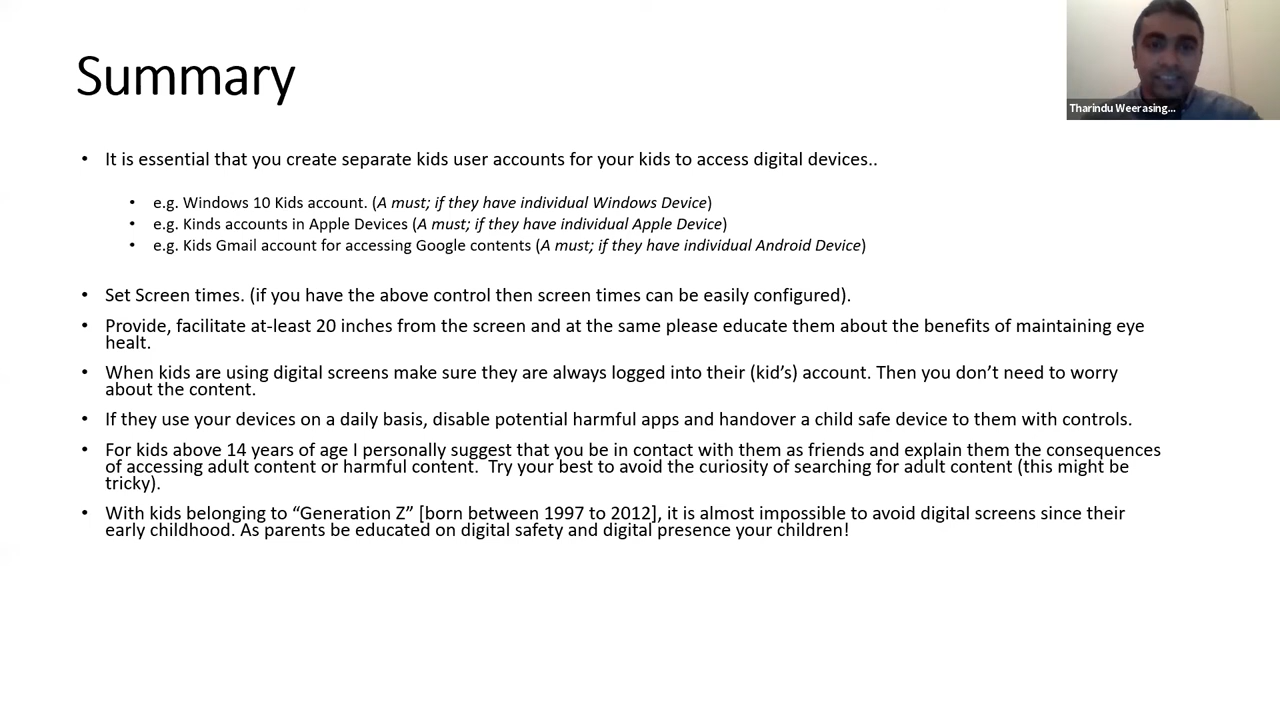 Summary
Tharindu Weerasing...
• It is essential that you create separate kids user accounts for your kids to access digital devices..
• e.g. Windows 10 Kids account. (A must; if they have individual Windows Device)
• e.g. Kinds accounts in Apple Devices (A must; if they have individual Apple Device)
• e.g. Kids Gmail account for accessing Google contents (A must; if they have individual Android Device)
• Set Screen times. (if you have the above control then screen times can be easily configured).
• Provide, facilitate at-least 20 inches from the screen and at the same please educate them about the benefits of maintaining eye
healt.
• When kids are using digital screens make sure they are always logged into their (kid’s) account. Then you don’t need to worry
about the content.
• If they use your devices on a daily basis, disable potential harmful apps and handover a child safe device to them with controls.
• For kids above 14 years of age I personally suggest that you be in contact with them as friends and explain them the consequences
of accessing adult content or harmful content.  Try your best to avoid the curiosity of searching for adult content (this might be
tricky).
• With kids belonging to “Generation Z” [born between 1997 to 2012], it is almost impossible to avoid digital screens since their
early childhood. As parents be educated on digital safety and digital presence your children!